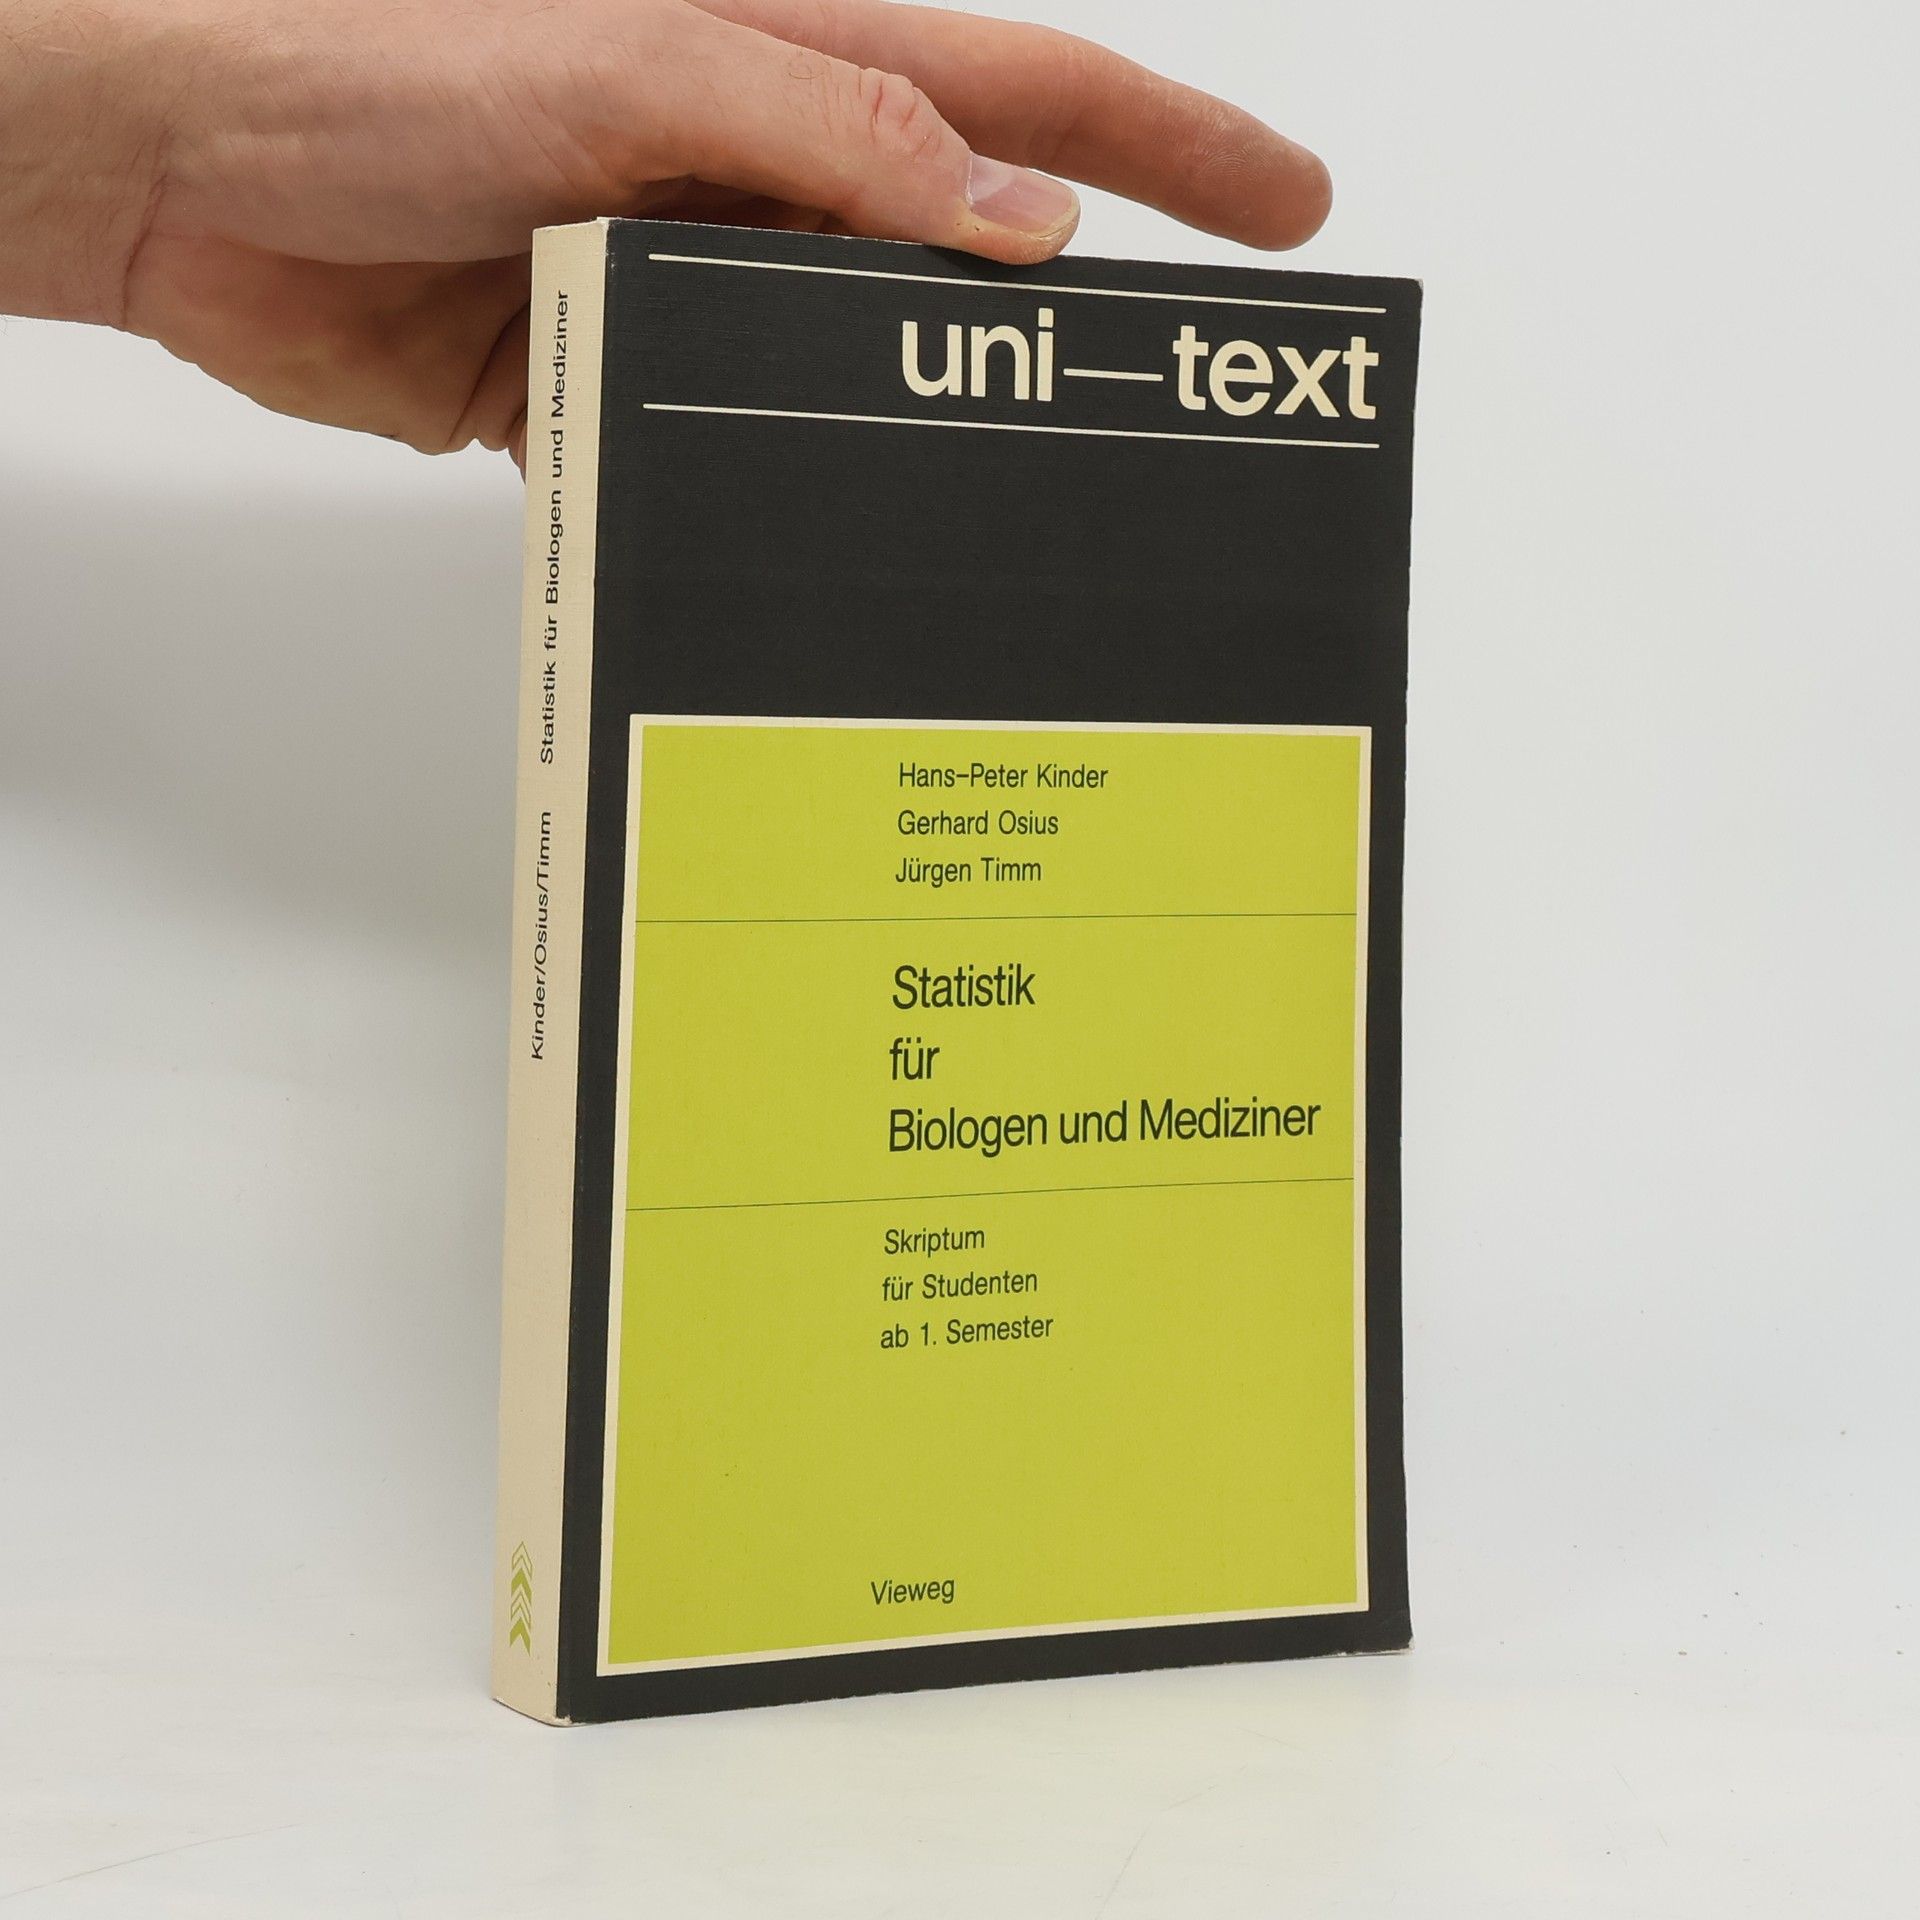 uni—text
Hans-Peter Kinder
Gerhard Osius
Jürgen Timm
Statistik
für
Biologen und Mediziner
Skriptum
für Studenten
ab 1. Semester
Vieweg
Kinder/Osius/Timm Statistik für Biologen und Mediziner